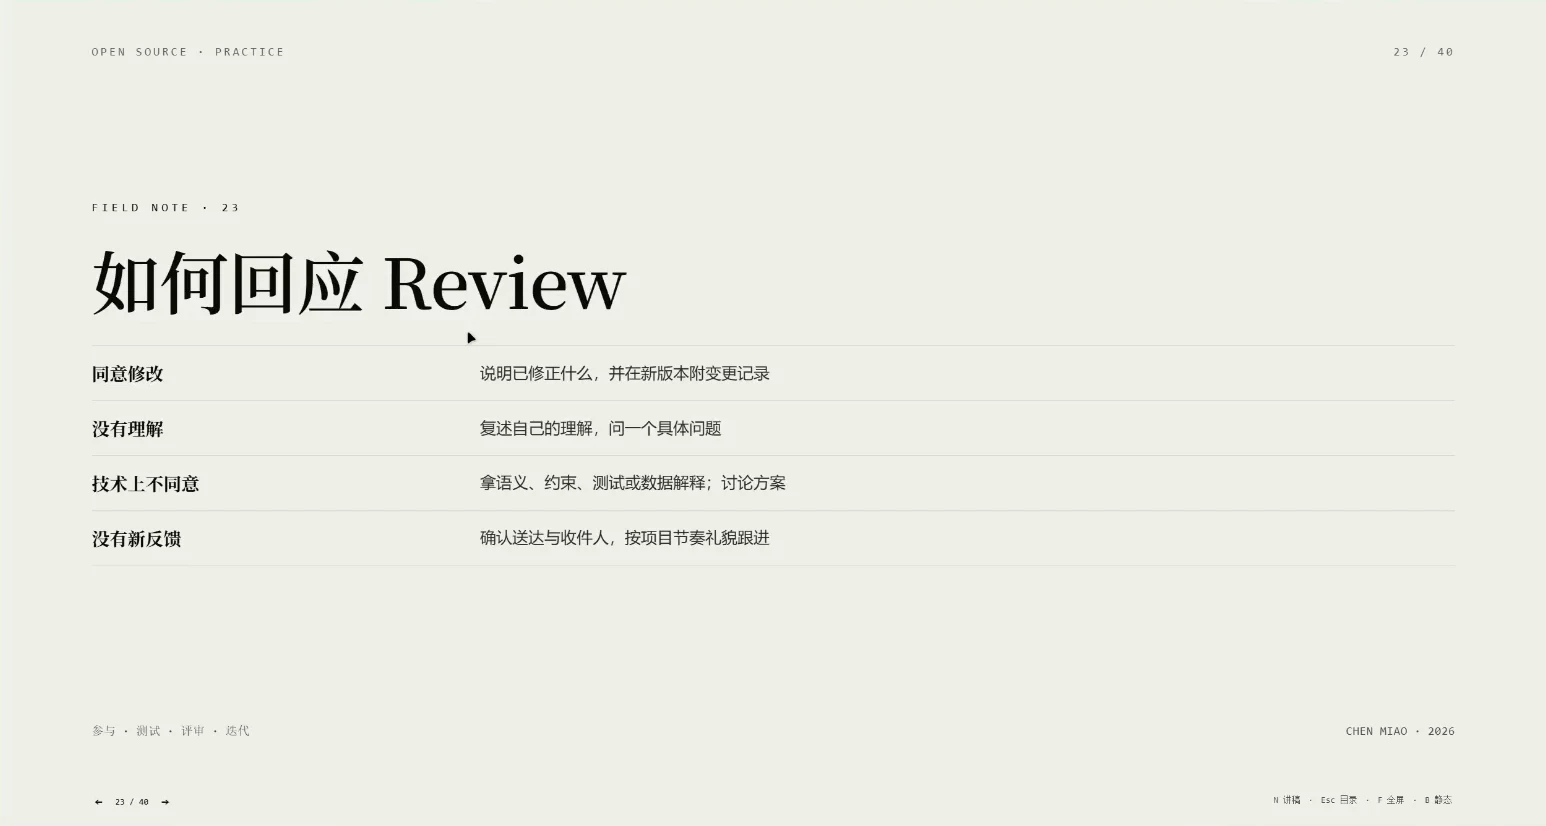 OPEN SOURCE · PRACTICE
23 / 40
FIELD NOTE · 23
如何回应 Review
同意修改 说明已修正什么，并在新版本附变更记录
没有理解 复述自己的理解，问一个具体问题
技术上不同意 拿语义、约束、测试或数据解释；讨论方案
没有新反馈 确认送达与收件人，按项目节奏礼貌跟进
参与 · 测试 · 评审 · 迭代
CHEN MIAO · 2026
← 23 / 40 →
N 讲稿 · Esc 目录 · F 全屏 · B 静态